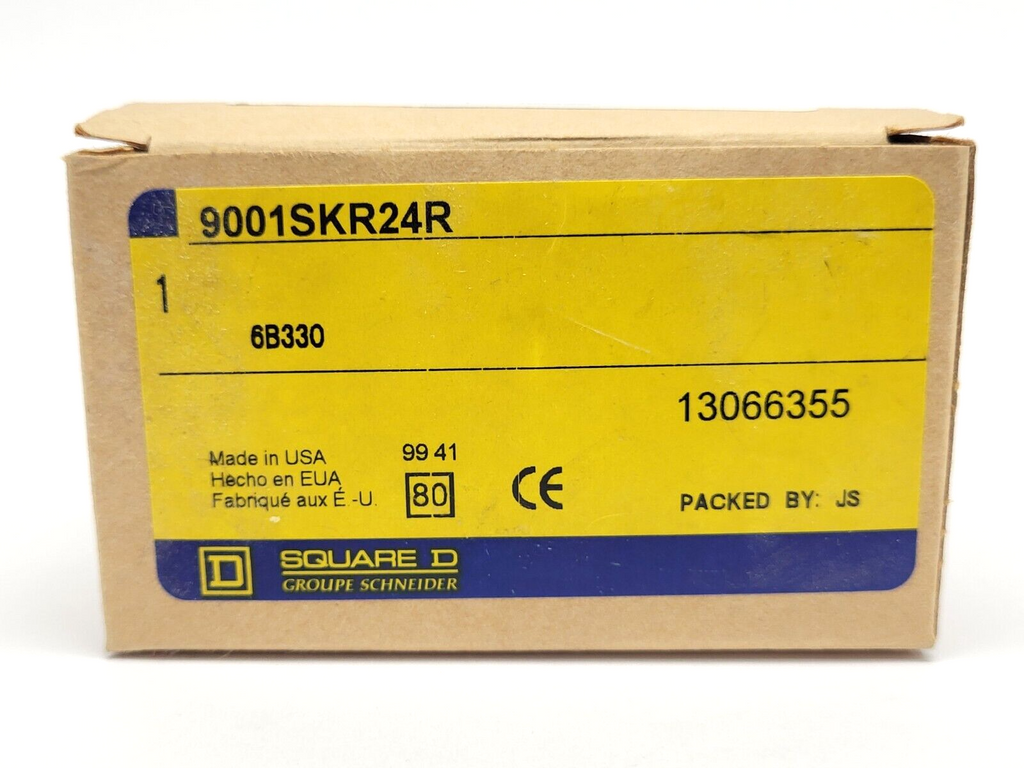 9001SKR24R
1
6B330
13066355
Made in USA 99 41
Hecho en EUA
Fabriqué aux É.-U. 80 CE PACKED BY: JS
D SQUARE D
GROUPE SCHNEIDER